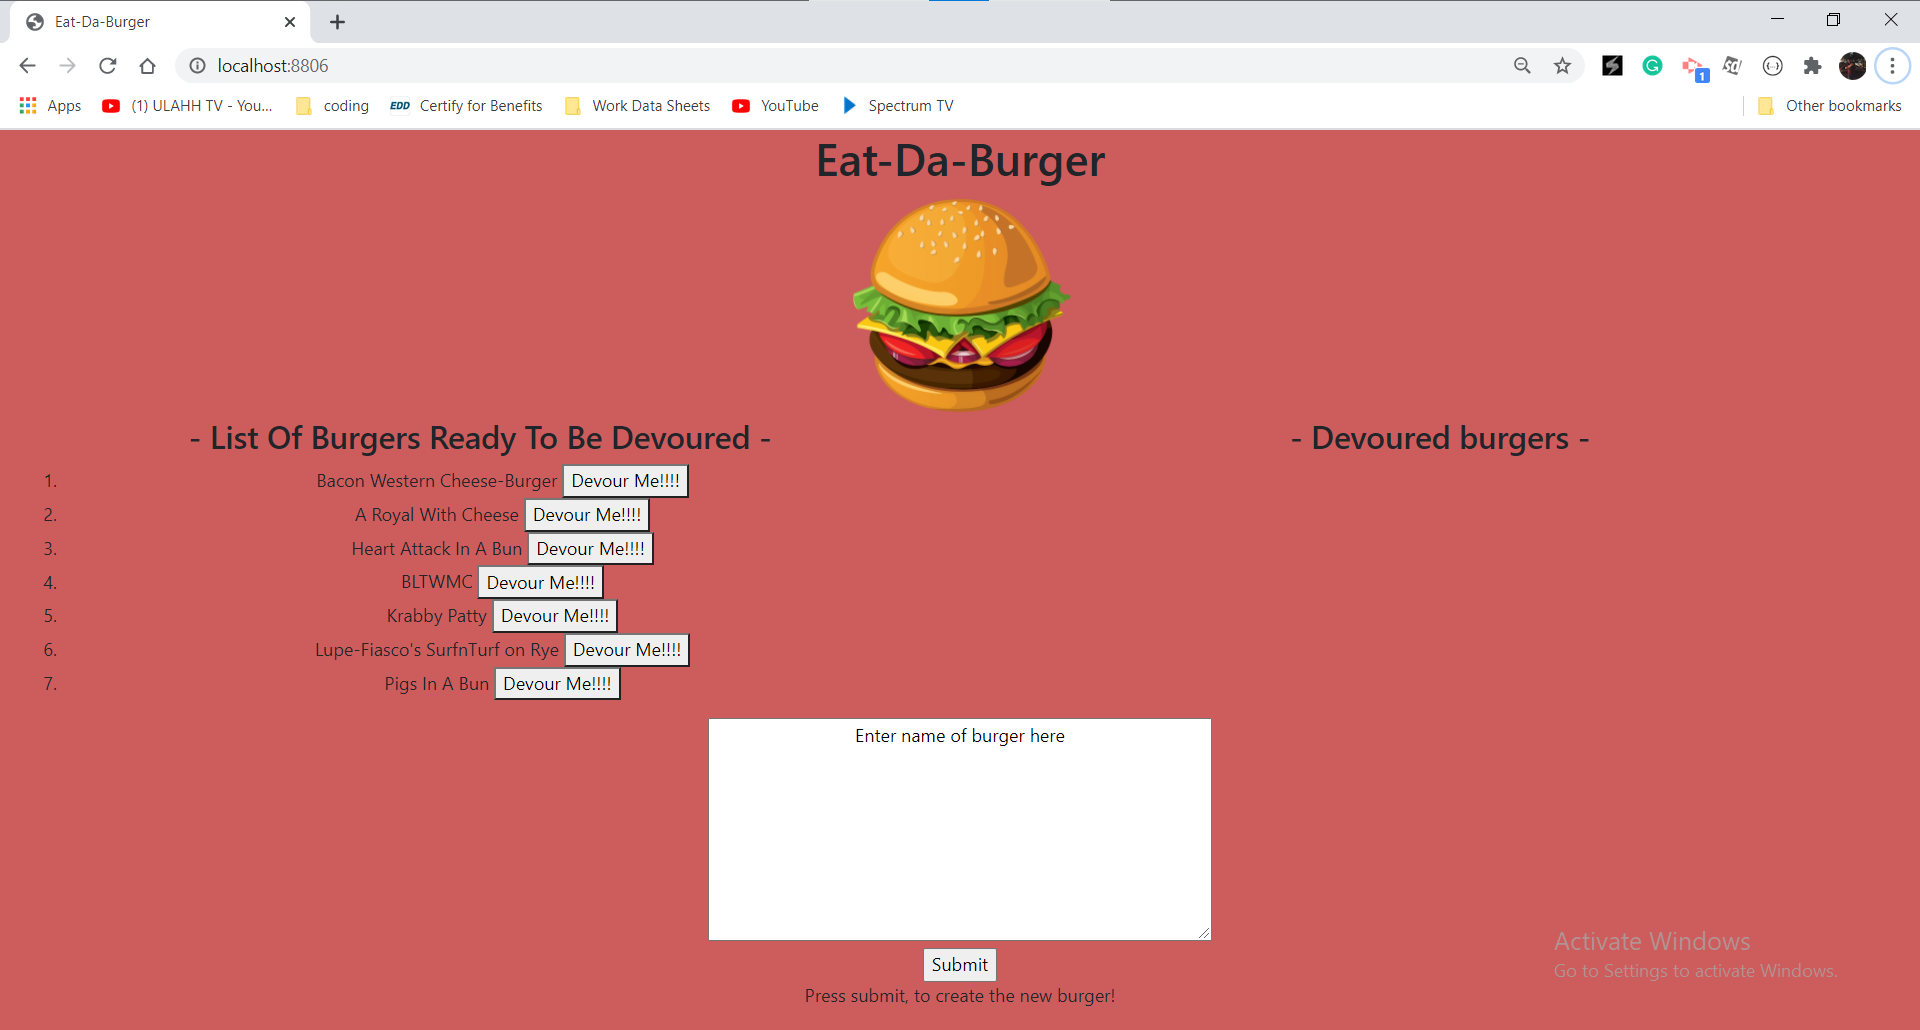 Eat-Da-Burger
localhost:8806
1
Apps
(1) ULAHH TV - You...
coding
EDD Certify for Benefits
Work Data Sheets
YouTube
Spectrum TV
Other bookmarks
Eat-Da-Burger
- List Of Burgers Ready To Be Devoured -
1. Bacon Western Cheese-Burger Devour Me!!!!
2. A Royal With Cheese Devour Me!!!!
3. Heart Attack In A Bun Devour Me!!!!
4. BLTWMC Devour Me!!!!
5. Krabby Patty Devour Me!!!!
6. Lupe-Fiasco's SurfnTurf on Rye Devour Me!!!!
7. Pigs In A Bun Devour Me!!!!
- Devoured burgers -
Enter name of burger here
Submit
Press submit, to create the new burger!
Activate Windows
Go to Settings to activate Windows.